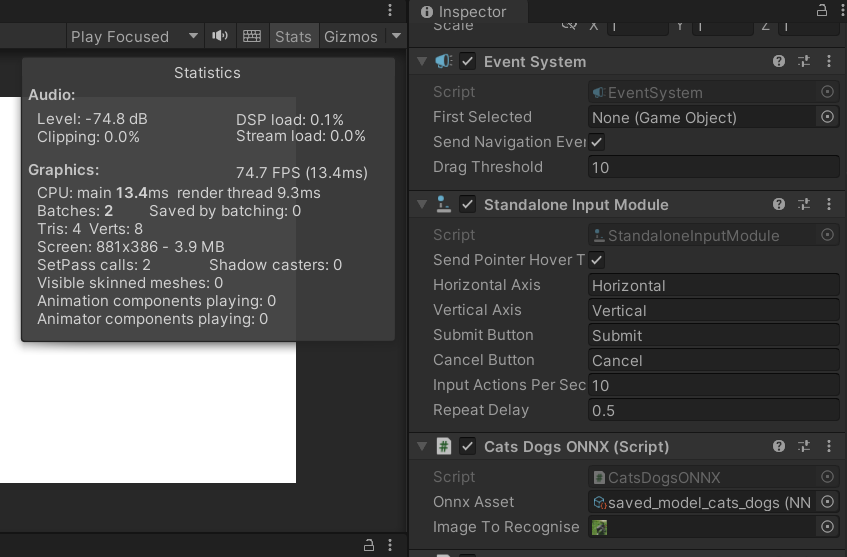 Inspector
Play Focused Stats Gizmos
Scale X 1 Y 1 Z 1
Statistics
Audio:
Level: -74.8 dB DSP load: 0.1%
Clipping: 0.0% Stream load: 0.0%
Graphics: 74.7 FPS (13.4ms)
CPU: main 13.4ms render thread 9.3ms
Batches: 2 Saved by batching: 0
Tris: 4 Verts: 8
Screen: 881x386 - 3.9 MB
SetPass calls: 2 Shadow casters: 0
Visible skinned meshes: 0
Animation components playing: 0
Animator components playing: 0
Event System
Script EventSystem
First Selected None (Game Object)
Send Navigation Ever
Drag Threshold 10
Standalone Input Module
Script StandaloneInputModule
Send Pointer Hover T
Horizontal Axis Horizontal
Vertical Axis Vertical
Submit Button Submit
Cancel Button Cancel
Input Actions Per Sec 10
Repeat Delay 0.5
# Cats Dogs ONNX (Script)
Script CatsDogsONNX
Onnx Asset saved_model_cats_dogs (NN
Image To Recognise